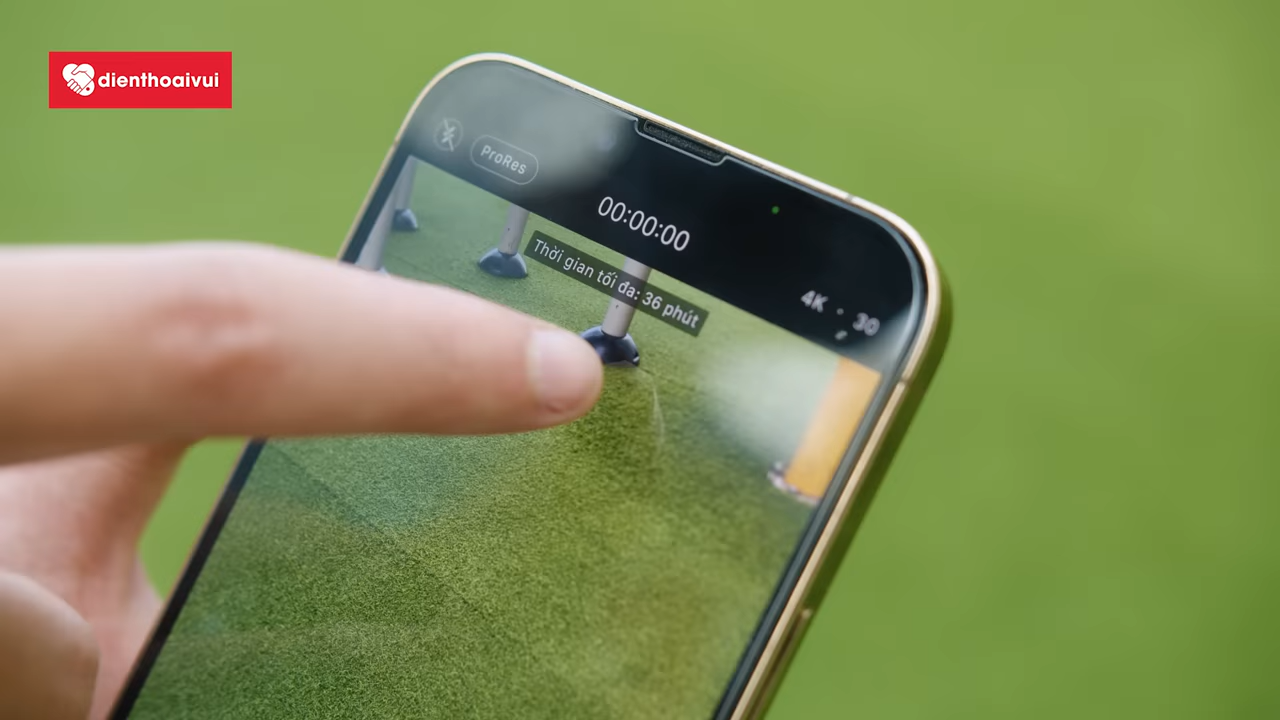 dienthoaivui
ProRes
00:00:00
Thời gian tối đa: 36 phút
4K · 30